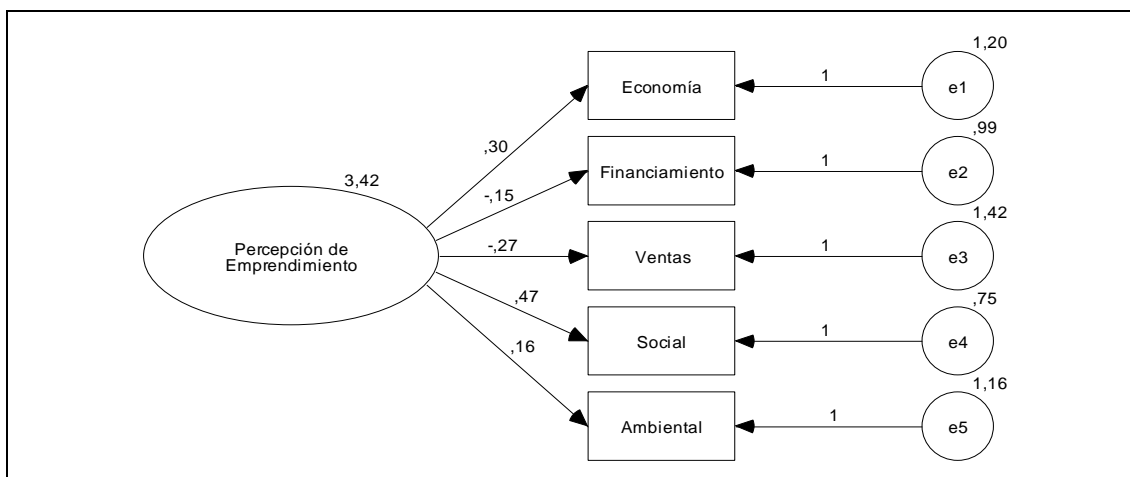 1,20
Economía
1
e1
,30
,99
Financiamiento
1
e2
3,42
-,15
1,42
Percepción de
Emprendimiento
-,27
Ventas
1
e3
,47
,75
Social
1
e4
,16
1,16
Ambiental
1
e5